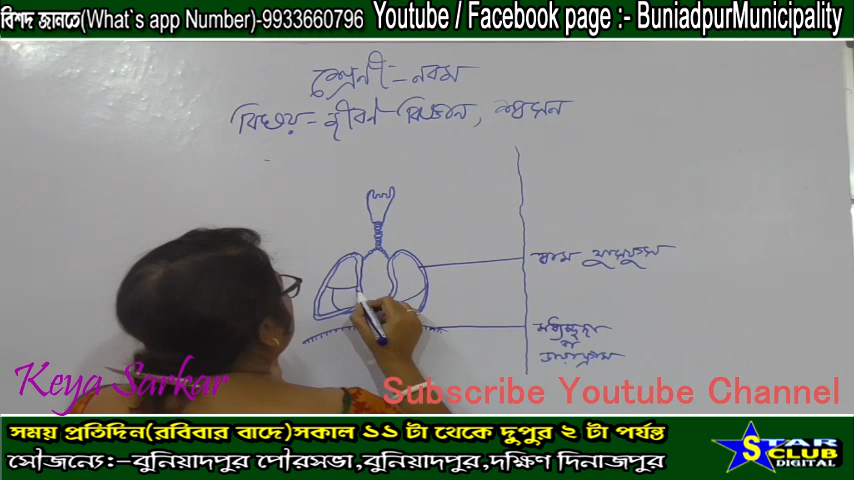 বিশদ জানতে(What`s app Number)-9933660796 Youtube / Facebook page :- BuniadpurMunicipality
শ্রেণী - নবম
বিষয় - জীবন বিজ্ঞান, শ্বসন
বাম ফুসফুস
মধ্যচ্ছদা
বা
ডায়াফ্রাম
Keya Sarkar
Subscribe Youtube Channel
সময় প্রতিদিন(রবিবার বাদে)সকাল ১১ টা থেকে দুপুর ২ টা পর্যন্ত
সৌজন্যে:-বুনিয়াদপুর পৌরসভা,বুনিয়াদপুর,দক্ষিণ দিনাজপুর
STAR
CLUB
DIGITAL